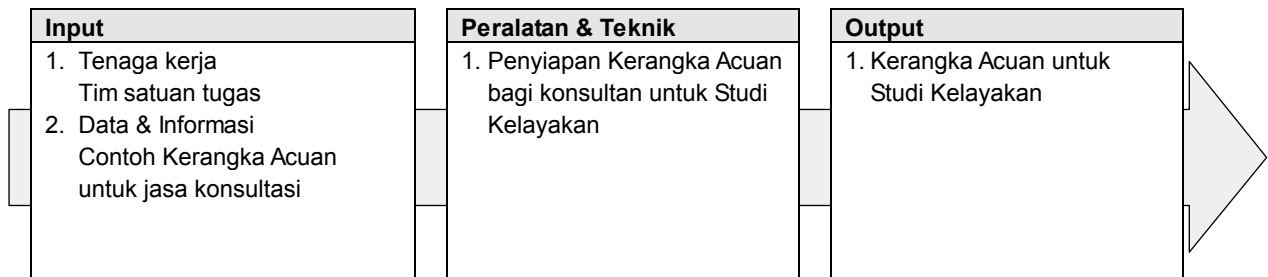 Input
1. Tenaga kerja
Tim satuan tugas
2. Data & Informasi
Contoh Kerangka Acuan
untuk jasa konsultasi
Peralatan & Teknik
1. Penyiapan Kerangka Acuan
bagi konsultan untuk Studi
Kelayakan
Output
1. Kerangka Acuan untuk
Studi Kelayakan